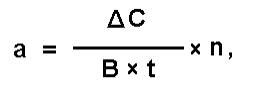 ΔC
a = ——— × n,
B × t